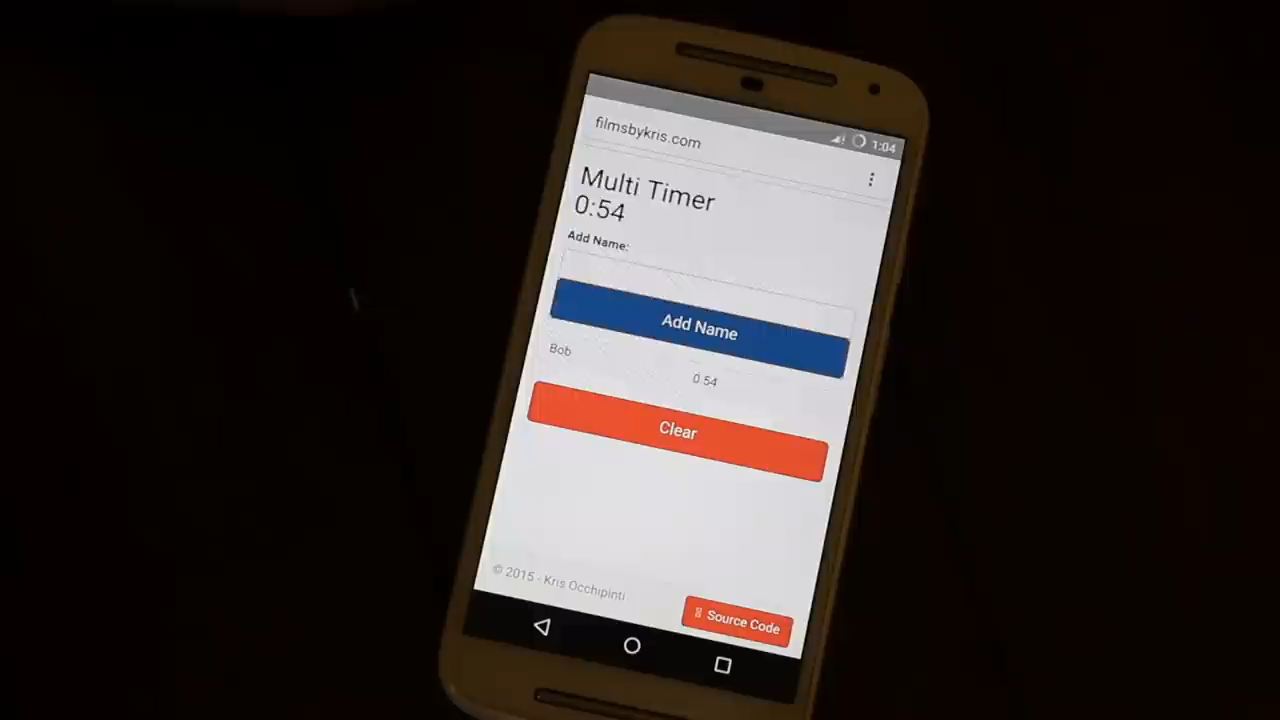 1:04
filmsbykris.com
Multi Timer
0:54
Add Name:
Add Name
Bob
0:54
Clear
© 2015 - Kris Occhipinti
Source Code